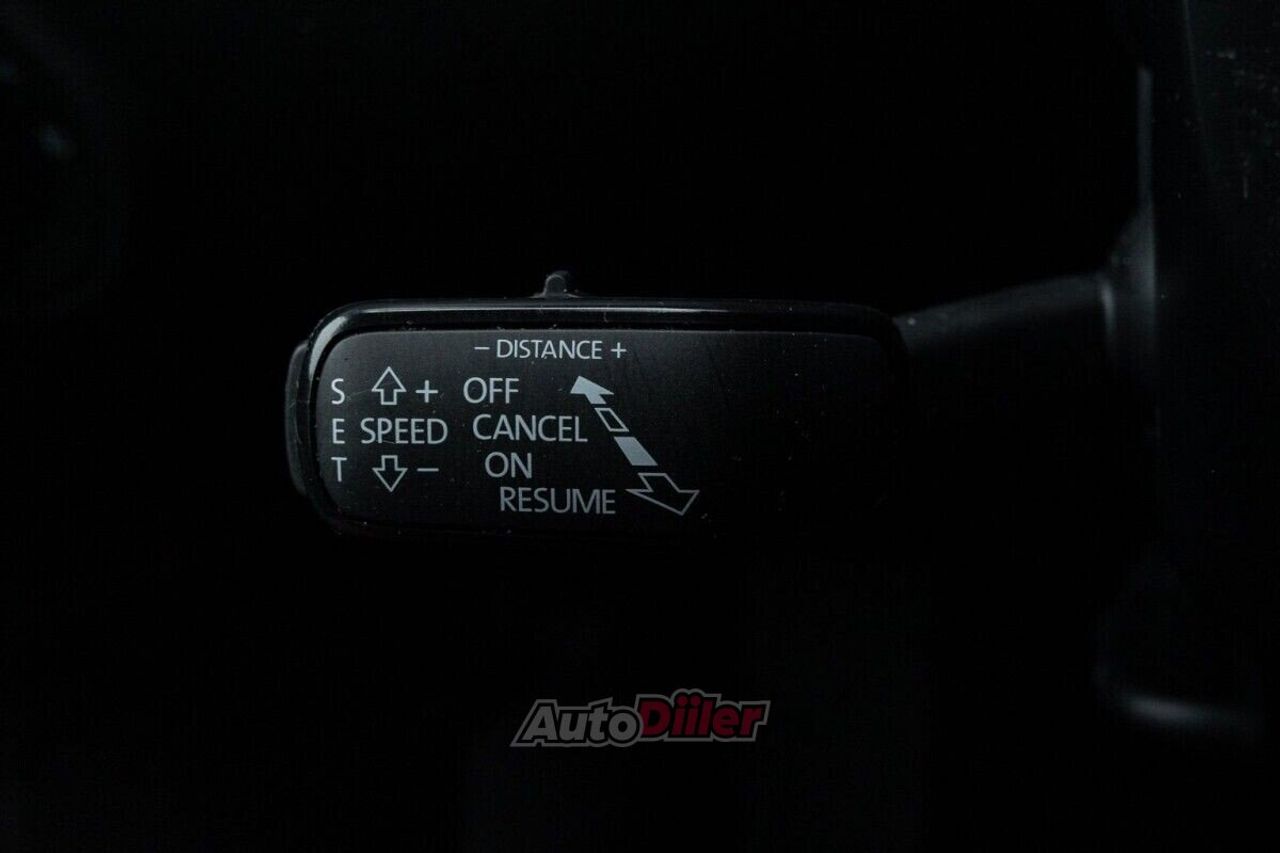 − DISTANCE +
S + OFF
E SPEED CANCEL
T − ON
RESUME
AutoDiiler